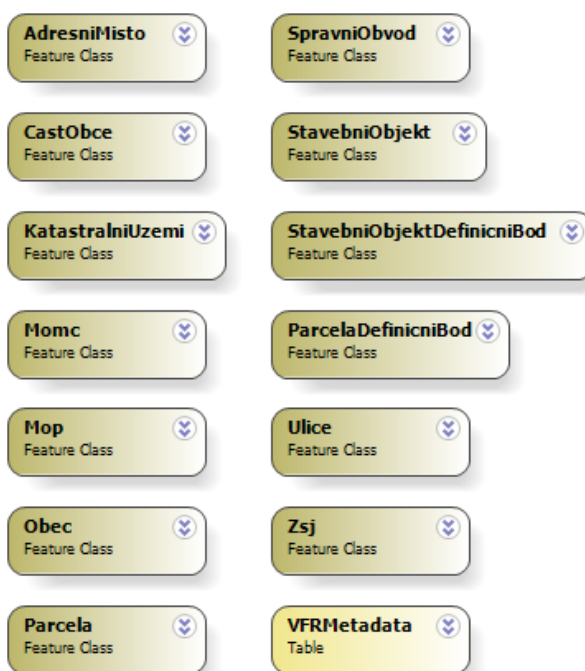 AdresniMisto
Feature Class
CastObce
Feature Class
KatastralniUzemi
Feature Class
Momc
Feature Class
Mop
Feature Class
Obec
Feature Class
Parcela
Feature Class
SpravniObvod
Feature Class
StavebniObjekt
Feature Class
StavebniObjektDefinicniBod
Feature Class
ParcelaDefinicniBod
Feature Class
Ulice
Feature Class
Zsj
Feature Class
VFRMetadata
Table